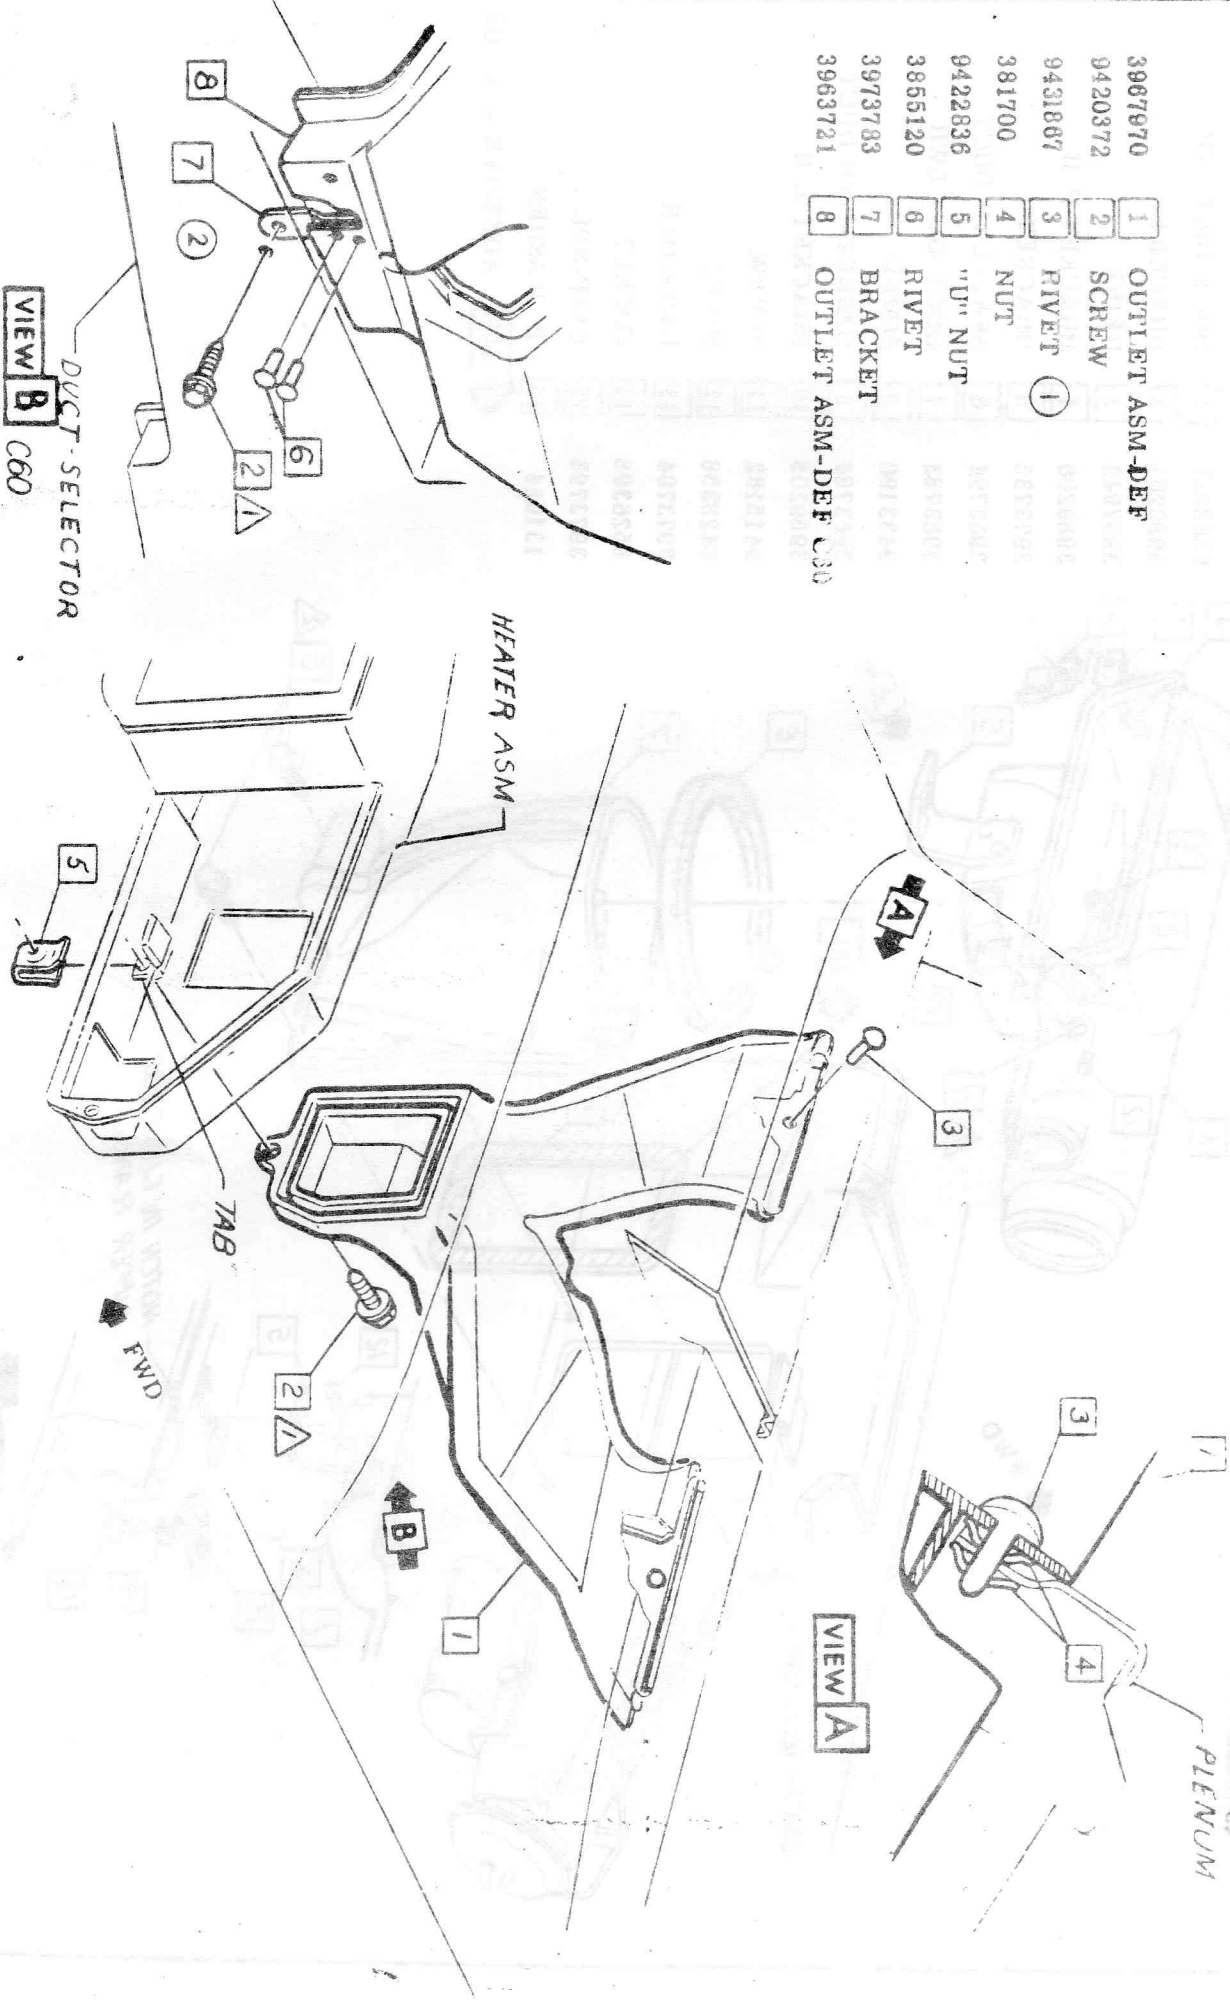 3967970 1 OUTLET ASM-DEF
9420372 2 SCREW
9431867 3 RIVET 1
381700 4 NUT
9422836 5 "U" NUT
3855120 6 RIVET
3973783 7 BRACKET
3963721 8 OUTLET ASM-DEF
8
7
2
6
2 1
DUCT-SELECTOR
VIEW B C60
HEATER ASM
5
TAB
FWD
A
3
2 1
B
1
3
4
PLENUM
VIEW A